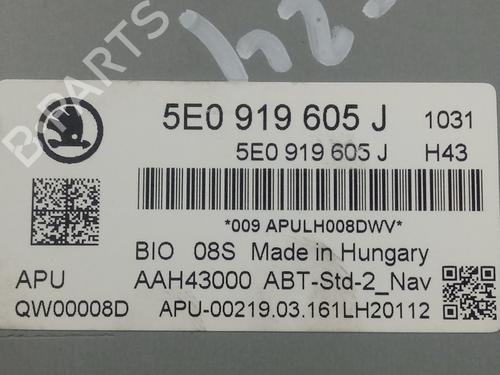 B-PARTS
5E0 919 605 J 1031
5E0 919 605 J H43
*009 APULH008DWV*
BIO 08S Made in Hungary
APU AAH43000 ABT-Std-2_Nav
QW00008D APU-00219.03.161LH20112